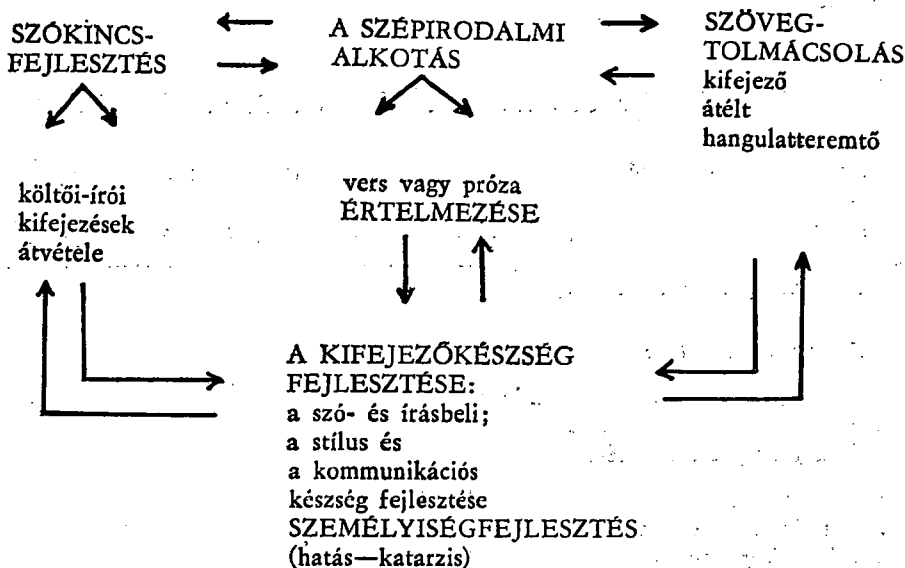 SZÓKINCS-
FEJLESZTÉS
A SZÉPIRODALMI
ALKOTÁS
SZÖVEG-
TOLMÁCSOLÁS
kifejező
átélt
hangulatteremtő
költői-írói
kifejezések
átvétele
vers vagy próza
ÉRTELMEZÉSE
A KIFEJEZŐKÉSZSÉG
FEJLESZTÉSE:
a szó- és írásbeli;
a stílus és
a kommunikációs
készség fejlesztése
SZEMÉLYISÉGFEJLESZTÉS
(hatás—katarzis)